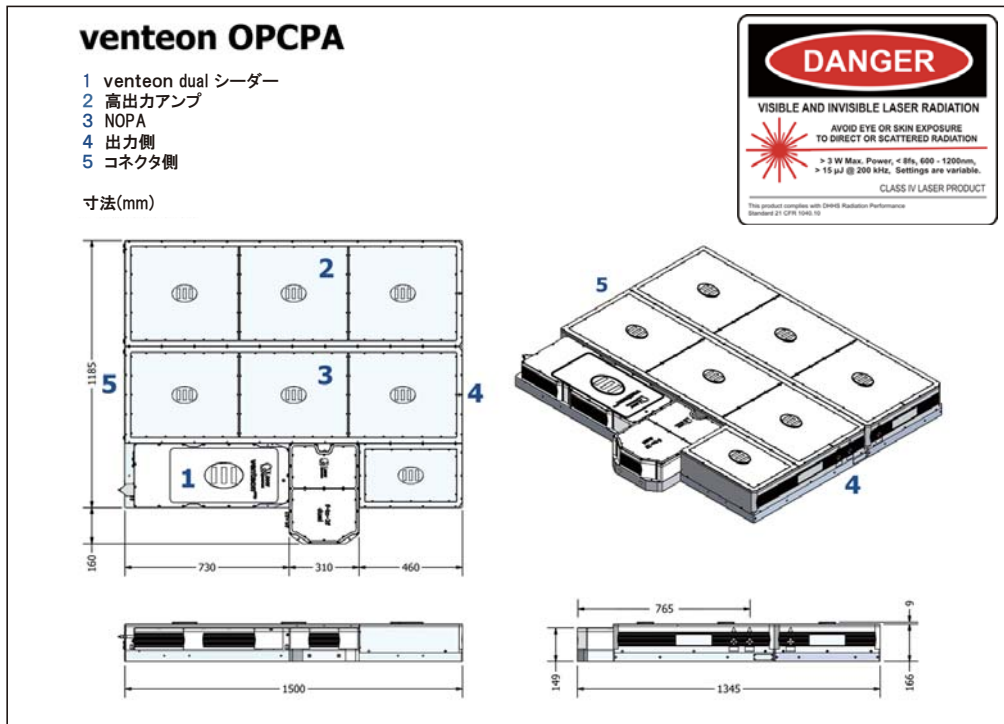 venteon OPCPA
1 venteon dual シーダー
2 高出力アンプ
3 NOPA
4 出力側
5 コネクタ側
寸法(mm)
DANGER
VISIBLE AND INVISIBLE LASER RADIATION
AVOID EYE OR SKIN EXPOSURE
TO DIRECT OR SCATTERED RADIATION
> 3 W Max. Power, < 8fs, 600 - 1200nm,
> 15 µJ @ 200 kHz, Settings are variable.
CLASS IV LASER PRODUCT
This product complies with DHHS Radiation Performance
Standard 21 CFR 1040.10
2
5
1185
5
3
4
1
4
160
730
310
460
765
9
149
166
1500
1345